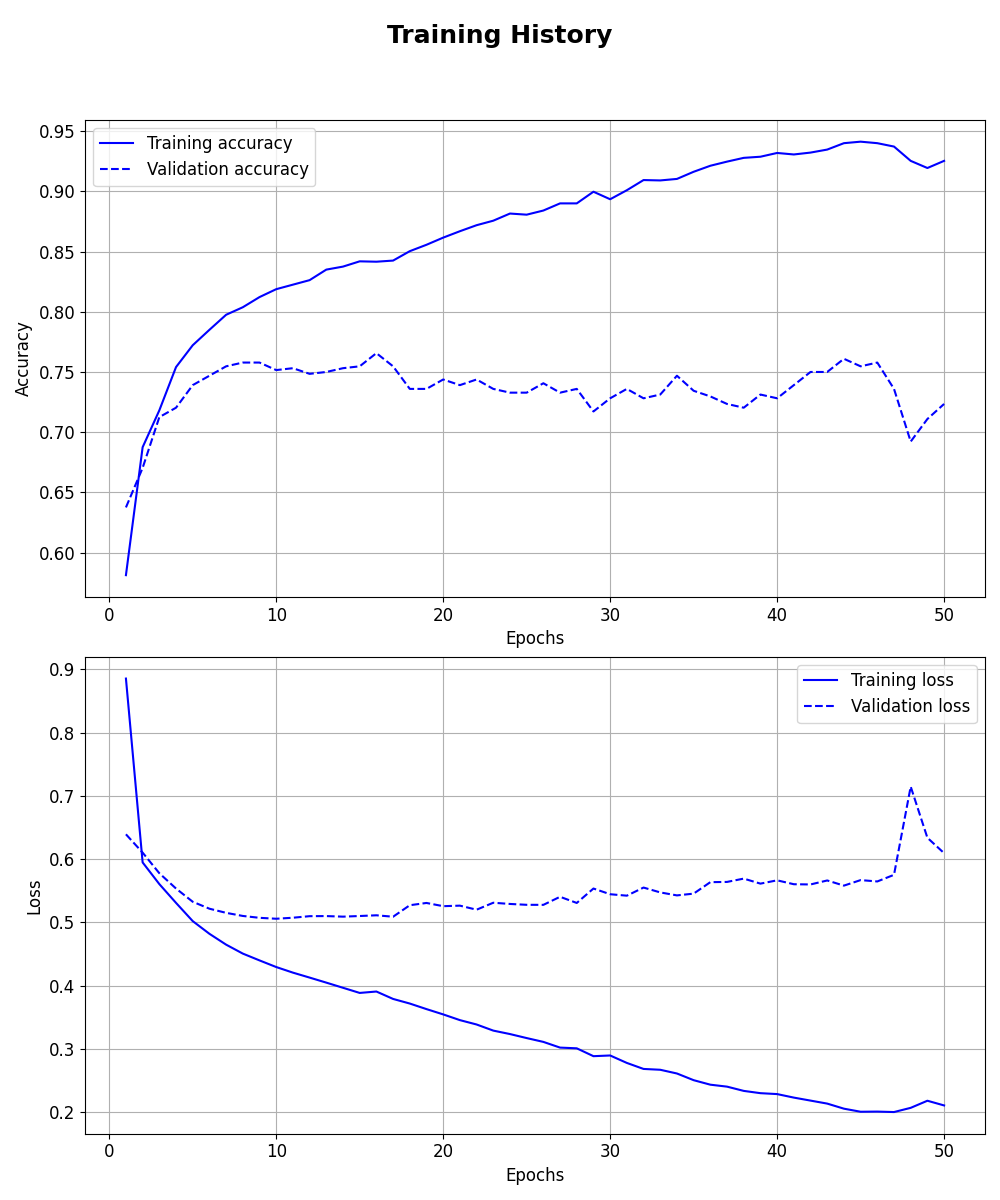 Training History
Training accuracy
Validation accuracy
0.95
0.90
0.85
0.80
0.75
0.70
0.65
0.60
Accuracy
0 10 20 30 40 50
Epochs
Training loss
Validation loss
0.9
0.8
0.7
0.6
0.5
0.4
0.3
0.2
Loss
0 10 20 30 40 50
Epochs